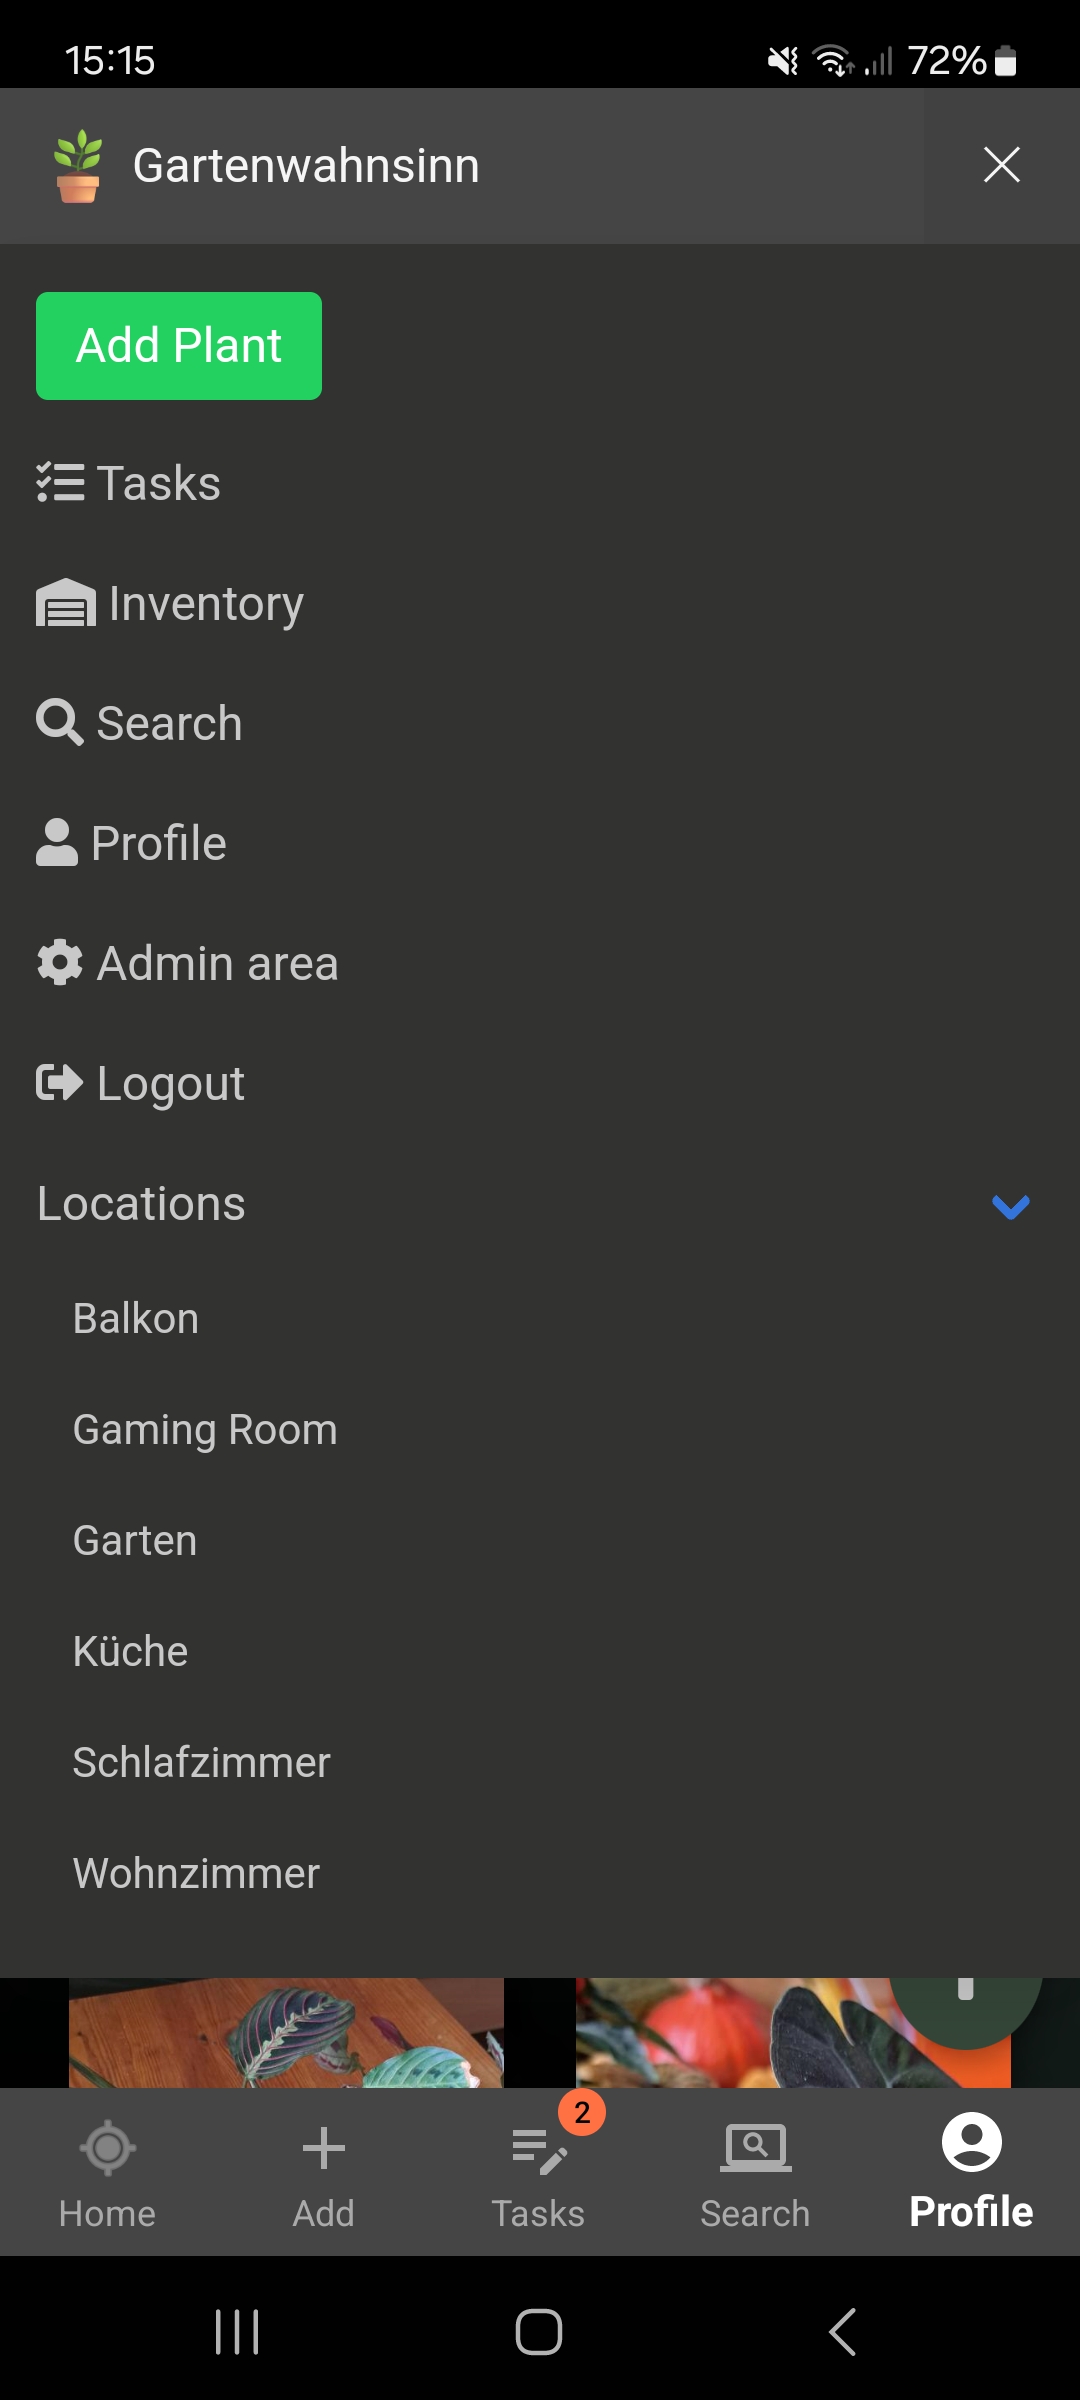 15:15
72%
Gartenwahnsinn
Add Plant
Tasks
Inventory
Search
Profile
Admin area
Logout
Locations
Balkon
Gaming Room
Garten
Küche
Schlafzimmer
Wohnzimmer
2
Home
Add
Tasks
Search
Profile